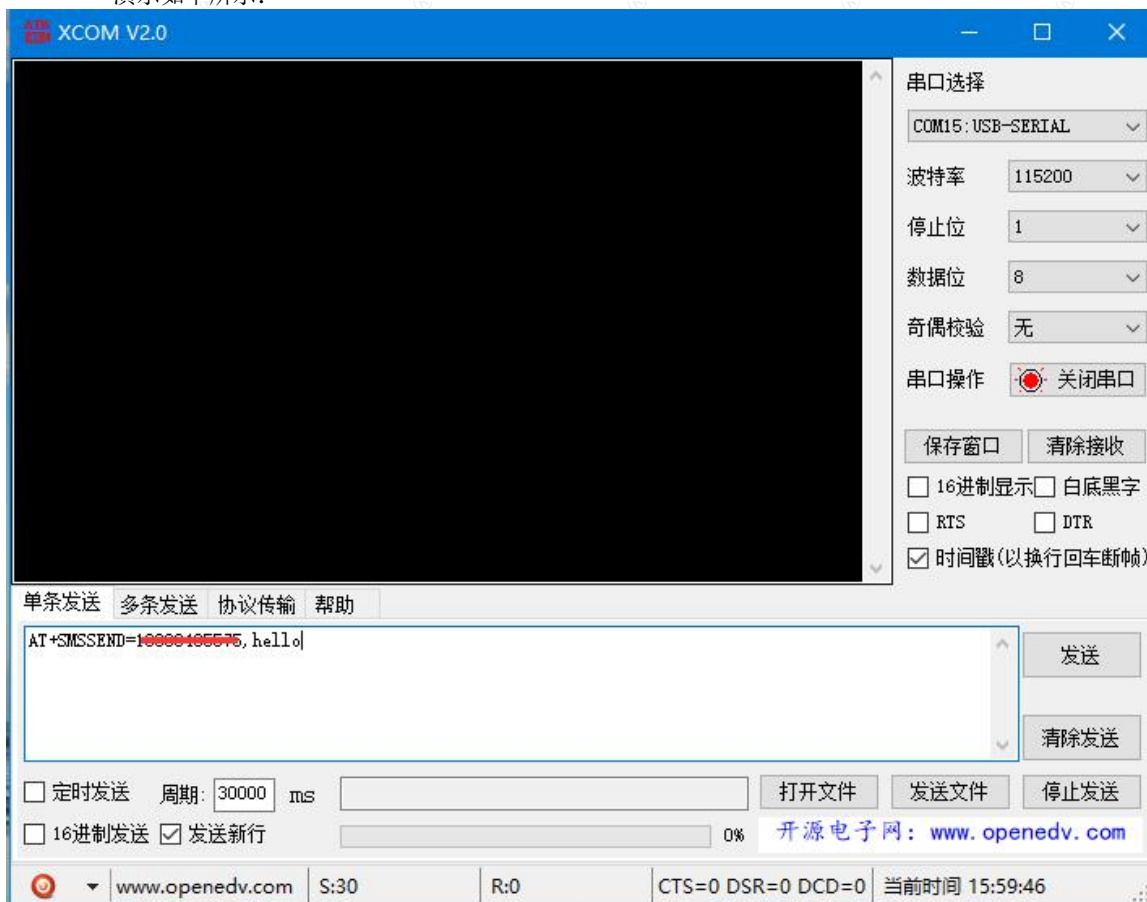 演示如下所示：
XCOM V2.0
串口选择
COM15:USB-SERIAL
波特率 115200
停止位 1
数据位 8
奇偶校验 无
串口操作 关闭串口
保存窗口 清除接收
16进制显示 白底黑字
RTS DTR
时间戳(以换行回车断帧)
单条发送 多条发送 协议传输 帮助
AT+SMSSEND= ,hello
发送
清除发送
定时发送 周期: 30000 ms 打开文件 发送文件 停止发送
16进制发送 发送新行 0% 开源电子网：www.openedv.com
www.openedv.com S:30 R:0 CTS=0 DSR=0 DCD=0 当前时间 15:59:46